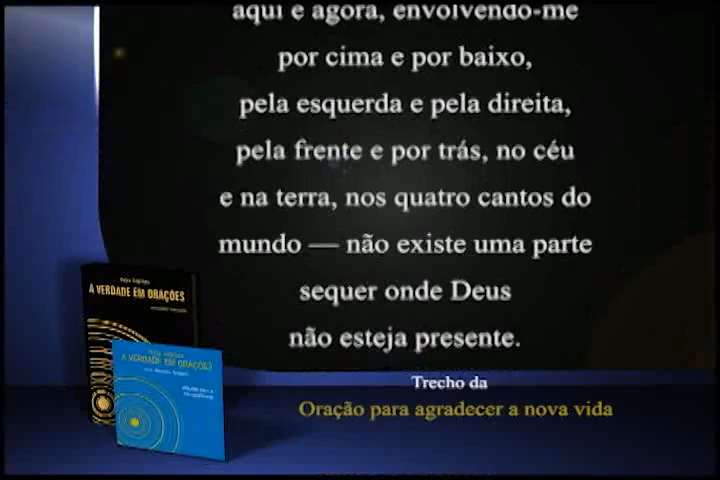 aqui e agora, envolvendo-me
por cima e por baixo,
pela esquerda e pela direita,
pela frente e por trás, no céu
e na terra, nos quatro cantos do
mundo — não existe uma parte
sequer onde Deus
não esteja presente.
Trecho da
Oração para agradecer a nova vida
A VERDADE EM ORAÇÕES
A VERDADE EM ORAÇÕES